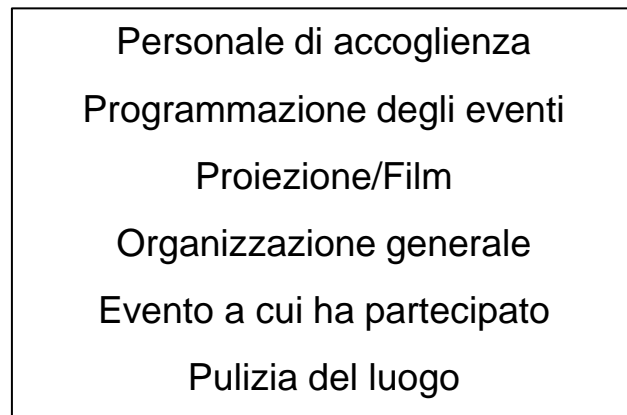 Personale di accoglienza
Programmazione degli eventi
Proiezione/Film
Organizzazione generale
Evento a cui ha partecipato
Pulizia del luogo